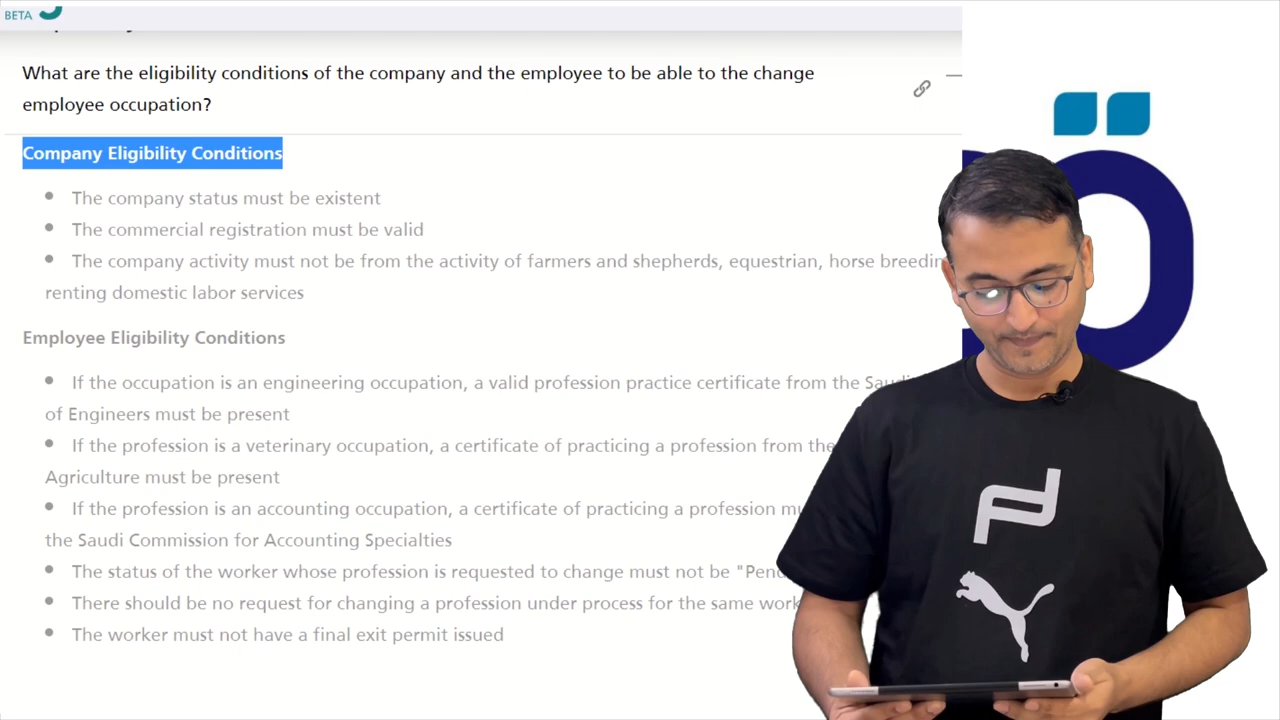 BETA
What are the eligibility conditions of the company and the employee to be able to the change
employee occupation?
Company Eligibility Conditions
The company status must be existent
The commercial registration must be valid
The company activity must not be from the activity of farmers and shepherds, equestrian, horse
renting domestic labor services
Employee Eligibility Conditions
If the occupation is an engineering occupation, a valid profession practice certificate from the
of Engineers must be present
If the profession is a veterinary occupation, a certificate of practicing a profession from the
Agriculture must be present
If the profession is an accounting occupation, a certificate of practicing a profession
the Saudi Commission for Accounting Specialties
The status of the worker whose profession is requested to change must not be
There should be no request for changing a profession under process for the same
The worker must not have a final exit permit issued